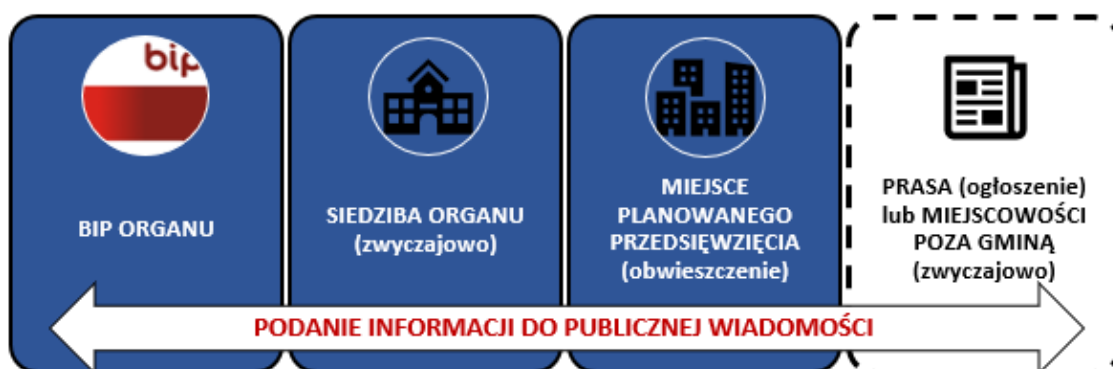 bip
BIP ORGANU
SIEDZIBA ORGANU
(zwyczajowo)
MIEJSCE
PLANOWANEGO
PRZEDSIĘWZIĘCIA
(obwieszczenie)
PRASA (ogłoszenie)
lub MIEJSCOWOŚCI
POZA GMINĄ
(zwyczajowo)
PODANIE INFORMACJI DO PUBLICZNEJ WIADOMOŚCI